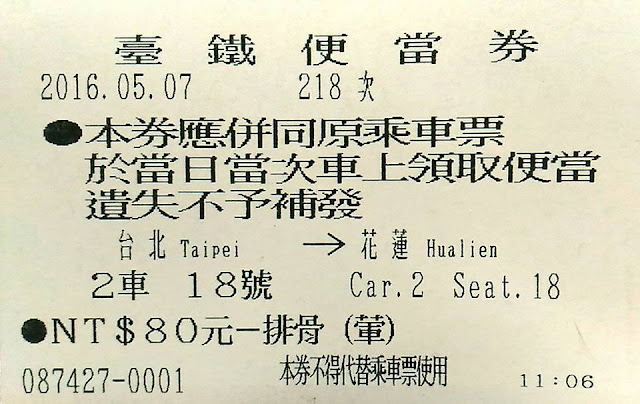 臺鐵便當券
2016.05.07 218 次
●本券應併同原乘車票
於當日當次車上領取便當
遺失不予補發
台北 Taipei → 花蓮 Hualien
2車 18號 Car.2 Seat.18
●NT$80元－排骨 (葷)
087427-0001 本券不得代替乘車票使用 11:06